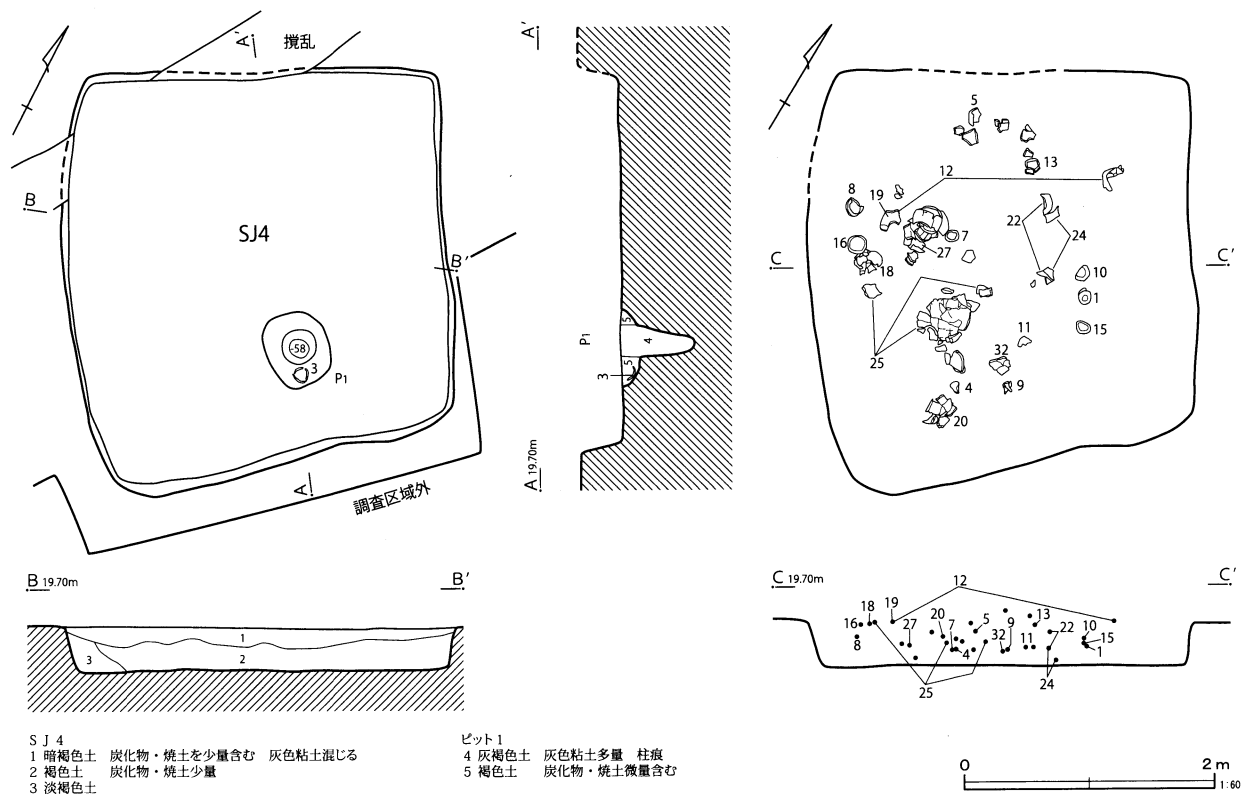 A'
撹乱
B
SJ4
B'
-58
3
P1
A
調査区域外
A'
5
P1
4
5
3
A 19.70m
5
13
12
8
19
22
24
16
7
27
18
C
C'
10
1
15
11
25
32
4
9
20
B 19.70m
B'
1
2
3
C 19.70m
C'
12
18
19
16
8
27
20
7
5
4
32
9
13
11
22
10
15
1
25
24
SJ4
1 暗褐色土 炭化物・焼土を少量含む 灰色粘土混じる
2 褐色土 炭化物・焼土少量
3 淡褐色土
ピット1
4 灰褐色土 灰色粘土多量 柱痕
5 褐色土 炭化物・焼土微量含む
0 2m
1:60